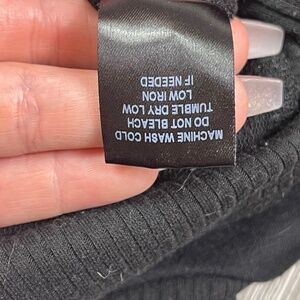 MACHINE WASH COLD
DO NOT BLEACH
TUMBLE DRY LOW
LOW IRON
IF NEEDED